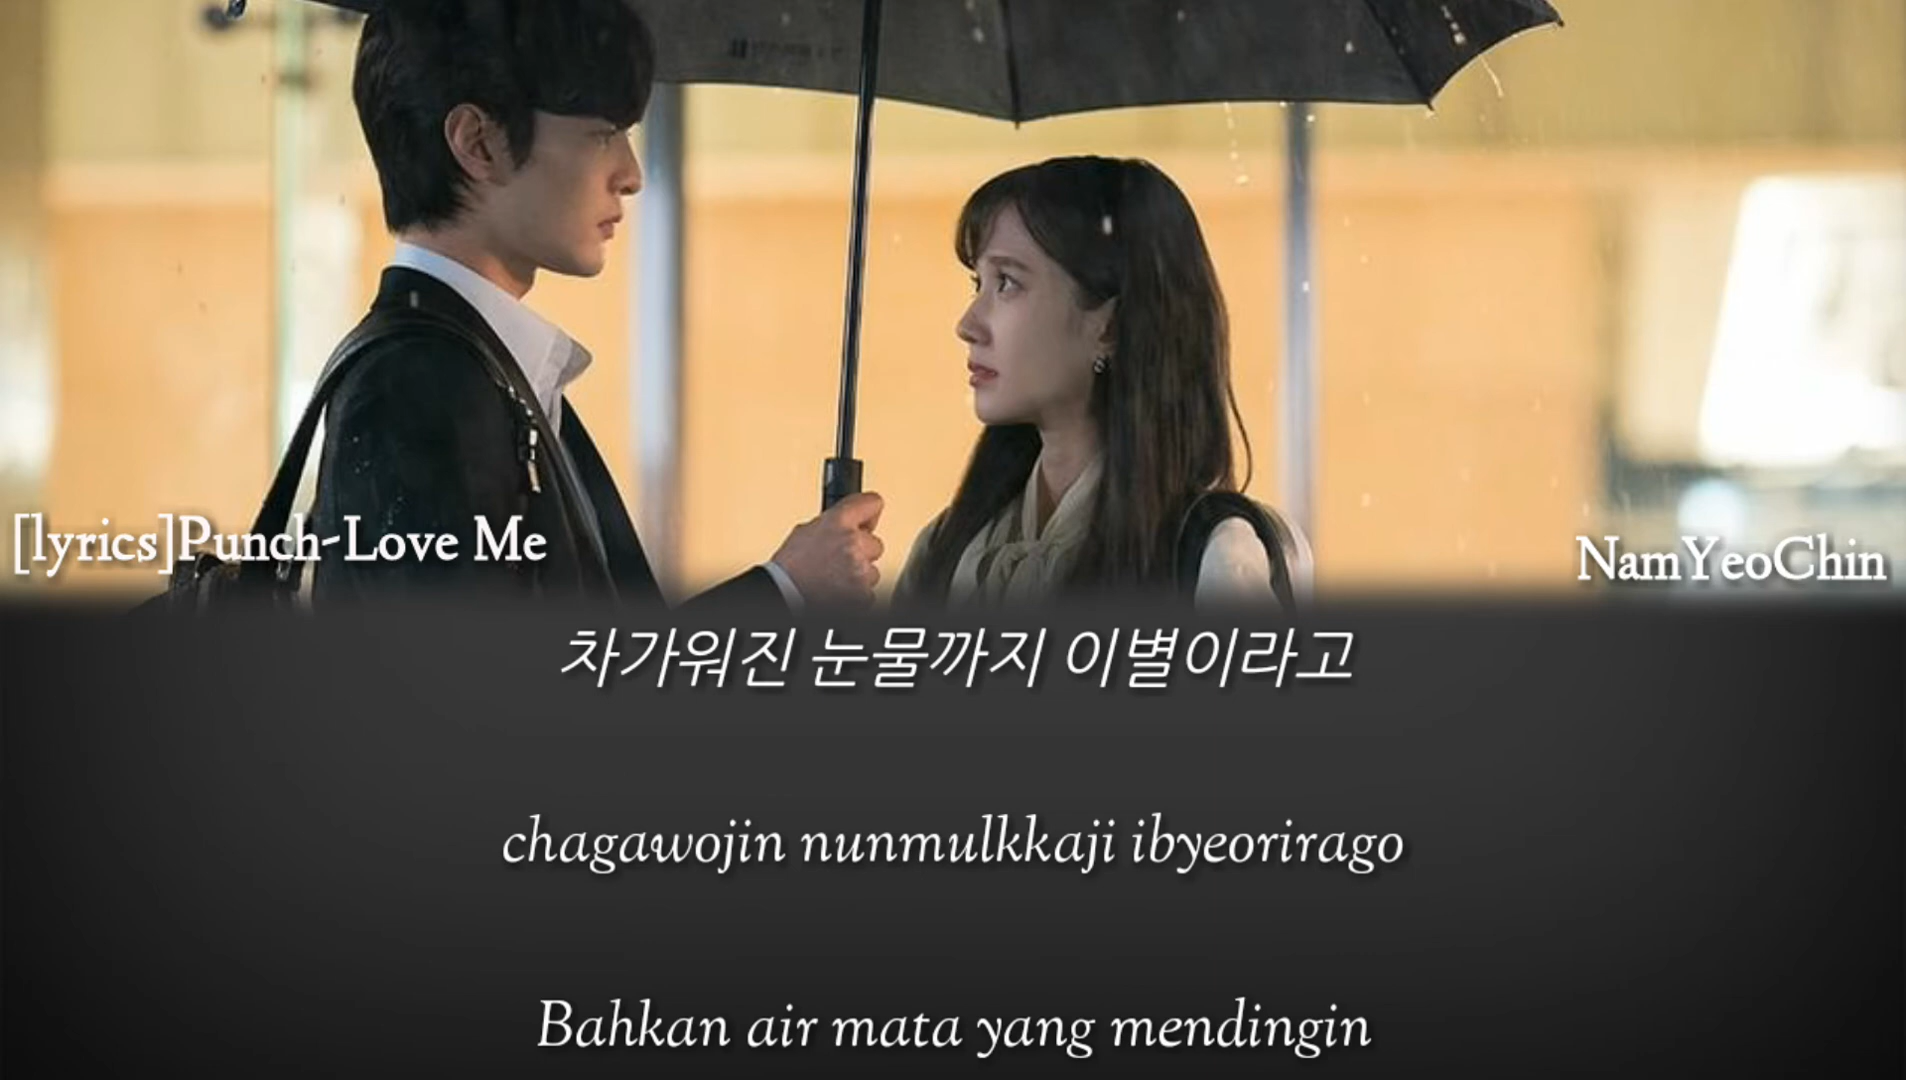 [lyrics]Punch-Love Me
NamYeoChin
차가워진 눈물까지 이별이라고
chagawojin nunmulkkaji ibyeorirago
Bahkan air mata yang mendingin